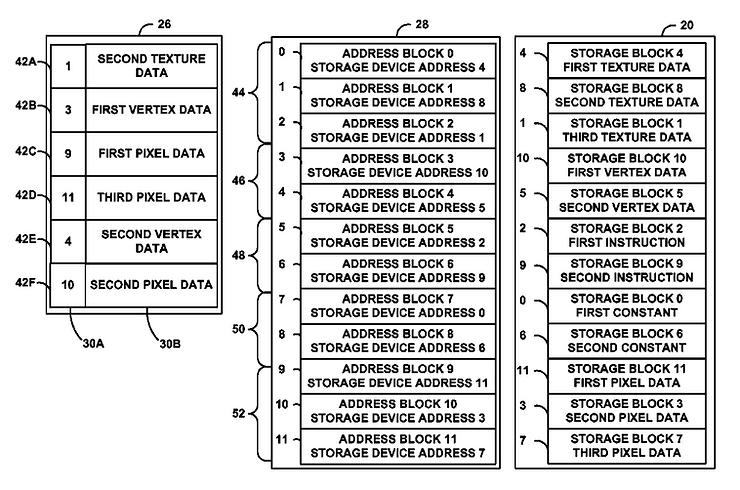 26
42A
1
SECOND TEXTURE
DATA
42B
3
FIRST VERTEX DATA
42C
9
FIRST PIXEL DATA
42D
11
THIRD PIXEL DATA
42E
4
SECOND VERTEX
DATA
42F
10
SECOND PIXEL DATA
30A
30B
28
44
46
48
50
52
0
ADDRESS BLOCK 0
STORAGE DEVICE ADDRESS 4
1
ADDRESS BLOCK 1
STORAGE DEVICE ADDRESS 8
2
ADDRESS BLOCK 2
STORAGE DEVICE ADDRESS 1
3
ADDRESS BLOCK 3
STORAGE DEVICE ADDRESS 10
4
ADDRESS BLOCK 4
STORAGE DEVICE ADDRESS 5
5
ADDRESS BLOCK 5
STORAGE DEVICE ADDRESS 2
6
ADDRESS BLOCK 6
STORAGE DEVICE ADDRESS 9
7
ADDRESS BLOCK 7
STORAGE DEVICE ADDRESS 0
8
ADDRESS BLOCK 8
STORAGE DEVICE ADDRESS 6
9
ADDRESS BLOCK 9
STORAGE DEVICE ADDRESS 11
10
ADDRESS BLOCK 10
STORAGE DEVICE ADDRESS 3
11
ADDRESS BLOCK 11
STORAGE DEVICE ADDRESS 7
20
4
STORAGE BLOCK 4
FIRST TEXTURE DATA
8
STORAGE BLOCK 8
SECOND TEXTURE DATA
1
STORAGE BLOCK 1
THIRD TEXTURE DATA
10
STORAGE BLOCK 10
FIRST VERTEX DATA
5
STORAGE BLOCK 5
SECOND VERTEX DATA
2
STORAGE BLOCK 2
FIRST INSTRUCTION
9
STORAGE BLOCK 9
SECOND INSTRUCTION
0
STORAGE BLOCK 0
FIRST CONSTANT
6
STORAGE BLOCK 6
SECOND CONSTANT
11
STORAGE BLOCK 11
FIRST PIXEL DATA
3
STORAGE BLOCK 3
SECOND PIXEL DATA
7
STORAGE BLOCK 7
THIRD PIXEL DATA